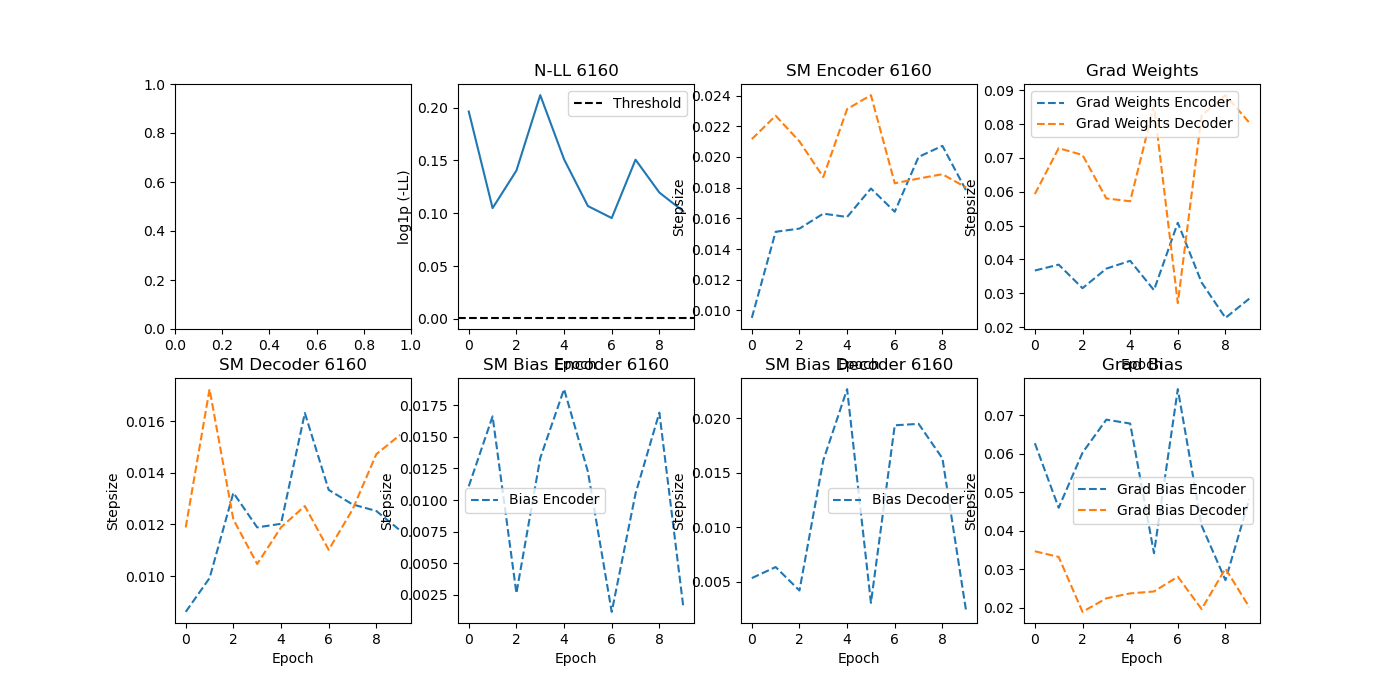 1.0
0.8
0.6
0.4
0.2
0.0
0.0 0.2 0.4 0.6 0.8 1.0
N-LL 6160
Threshold
log1p (-LL)
0.20
0.15
0.10
0.05
0.00
0 2 4 6 8
Epoch
SM Encoder 6160
Stepsize
0.024
0.022
0.020
0.018
0.016
0.014
0.012
0.010
0 2 4 6 8
Epoch
Grad Weights
Grad Weights Encoder
Grad Weights Decoder
Stepsize
0.09
0.08
0.07
0.06
0.05
0.04
0.03
0.02
0 2 4 6 8
Epoch
SM Decoder 6160
Stepsize
0.016
0.014
0.012
0.010
0 2 4 6 8
Epoch
SM Bias Encoder 6160
Bias Encoder
Stepsize
0.0175
0.0150
0.0125
0.0100
0.0075
0.0050
0.0025
0 2 4 6 8
Epoch
SM Bias Decoder 6160
Bias Decoder
Stepsize
0.020
0.015
0.010
0.005
0 2 4 6 8
Epoch
Grad Bias
Grad Bias Encoder
Grad Bias Decoder
Stepsize
0.07
0.06
0.05
0.04
0.03
0.02
0 2 4 6 8
Epoch